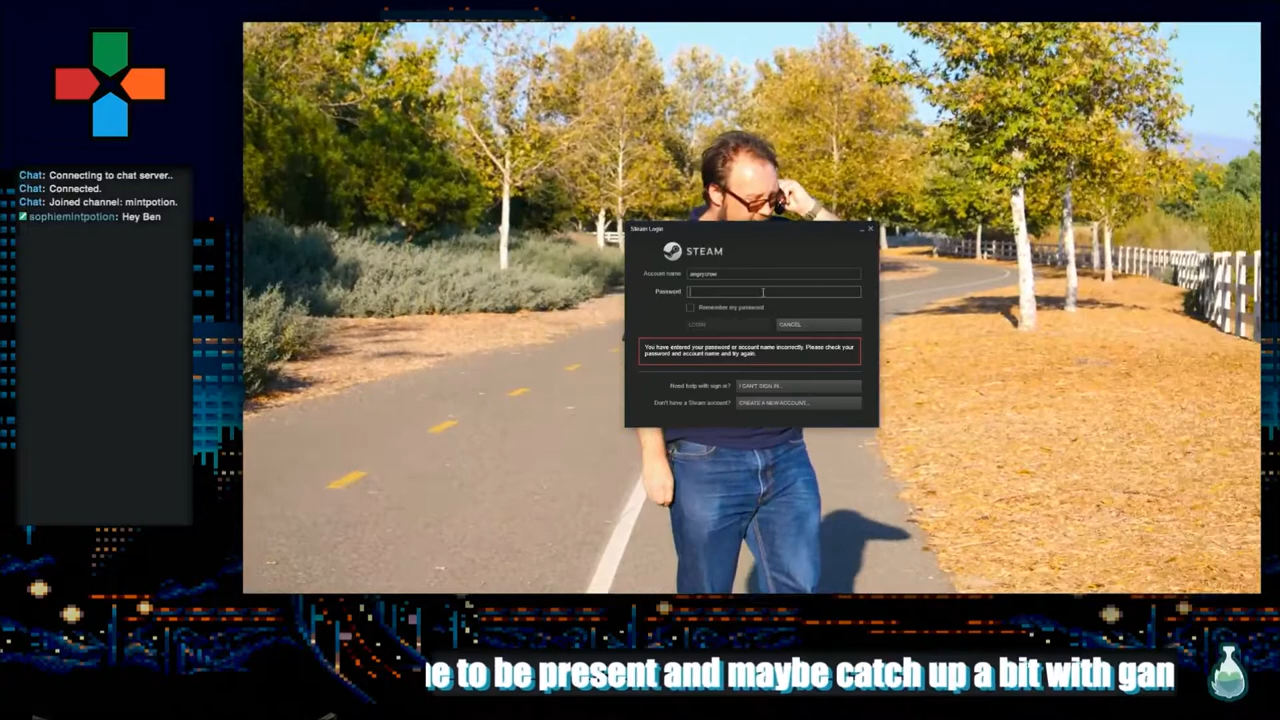 Chat: Connecting to chat server..
Chat: Connected.
Chat: Joined channel: mintpotion.
sophiemintpotion: Hey Ben
Steam Login
STEAM
Account name angrycrow
Password
Remember my password
LOGIN CANCEL
You have entered your password or account name incorrectly. Please check your
password and account name and try again.
Need help with sign in? I CAN'T SIGN IN...
Don't have a Steam account? CREATE A NEW ACCOUNT...
to be present and maybe catch up a bit with gan